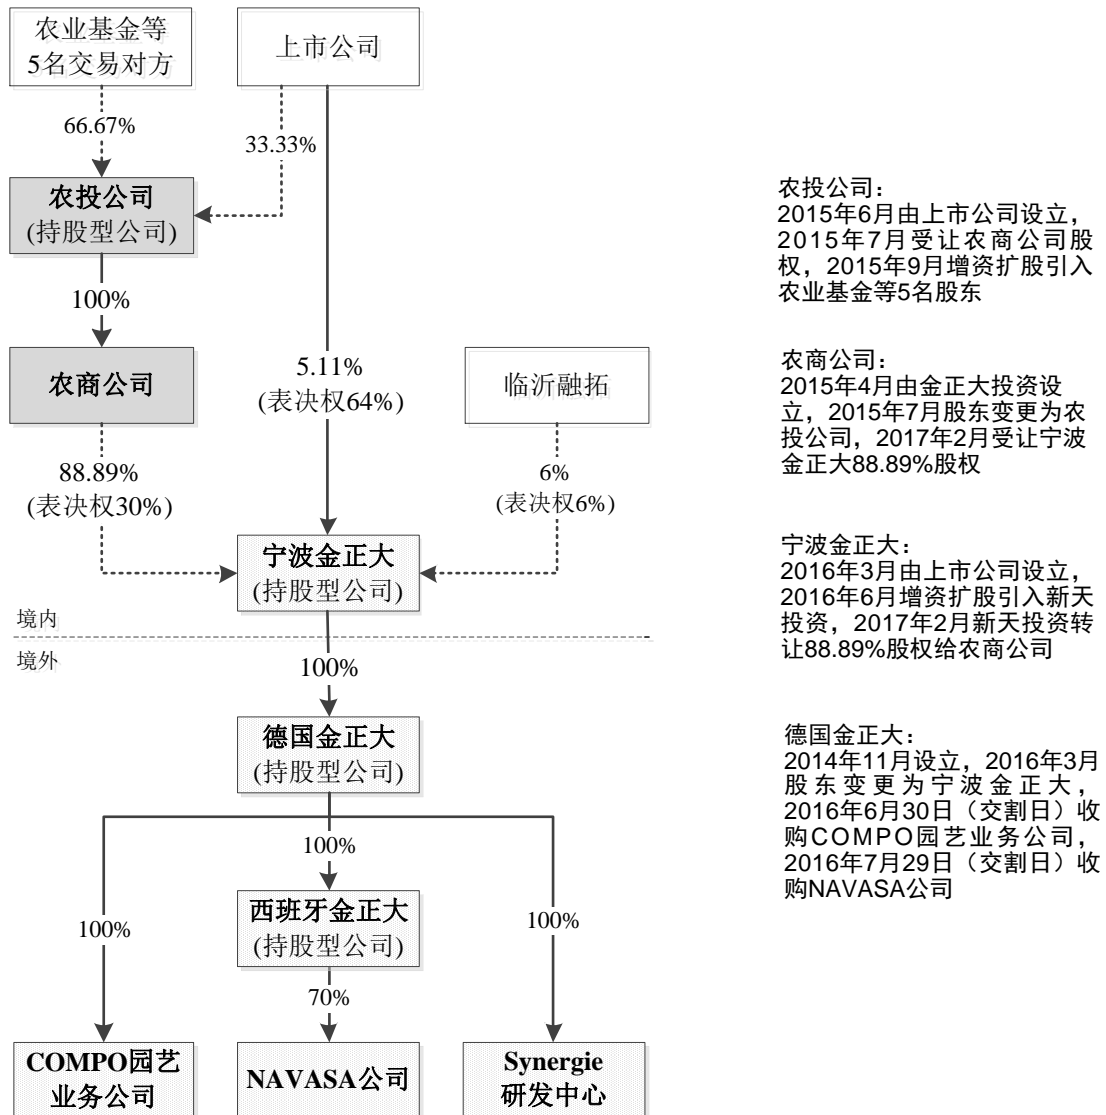 农业基金等
5名交易对方
上市公司
66.67%
33.33%
农投公司
(持股型公司)
100%
农商公司
5.11%
(表决权64%)
临沂融拓
88.89%
(表决权30%)
6%
(表决权6%)
宁波金正大
(持股型公司)
境内
境外
100%
德国金正大
(持股型公司)
100%
100%
西班牙金正大
(持股型公司)
100%
70%
COMPO园艺
业务公司
NAVASA公司
Synergie
研发中心
农投公司：
2015年6月由上市公司设立，
2015年7月受让农商公司股
权，2015年9月增资扩股引入
农业基金等5名股东
农商公司：
2015年4月由金正大投资设
立，2015年7月股东变更为农
投公司，2017年2月受让宁波
金正大88.89%股权
宁波金正大：
2016年3月由上市公司设立，
2016年6月增资扩股引入新天
投资，2017年2月新天投资转
让88.89%股权给农商公司
德国金正大：
2014年11月设立，2016年3月
股东变更为宁波金正大，
2016年6月30日（交割日）收
购COMPO园艺业务公司，
2016年7月29日（交割日）收
购NAVASA公司